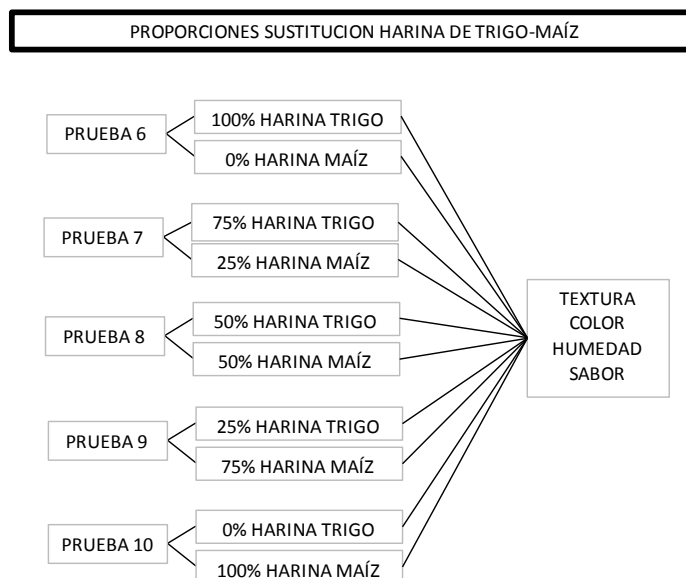 PROPORCIONES SUSTITUCION HARINA DE TRIGO-MAÍZ
PRUEBA 6
100% HARINA TRIGO
0% HARINA MAÍZ
PRUEBA 7
75% HARINA TRIGO
25% HARINA MAÍZ
PRUEBA 8
50% HARINA TRIGO
50% HARINA MAÍZ
PRUEBA 9
25% HARINA TRIGO
75% HARINA MAÍZ
PRUEBA 10
0% HARINA TRIGO
100% HARINA MAÍZ
TEXTURA
COLOR
HUMEDAD
SABOR